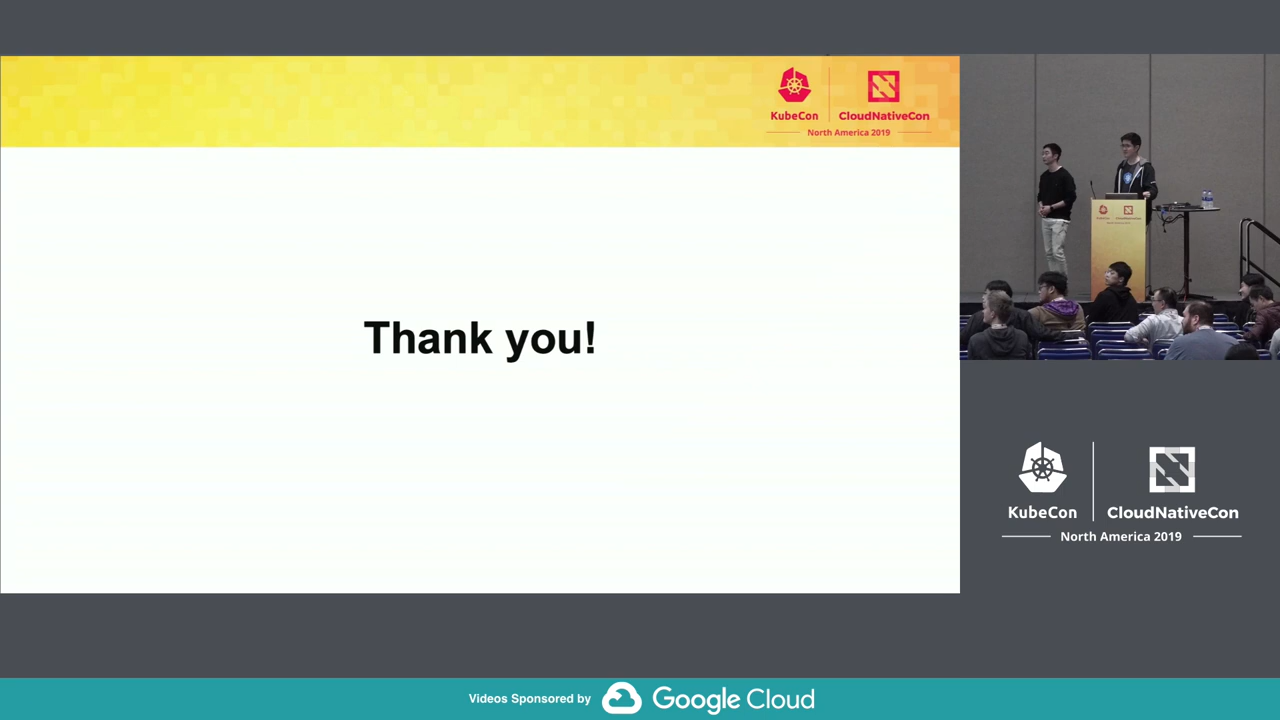 KubeCon
CloudNativeCon
North America 2019
Thank you!
KubeCon
CloudNativeCon
North America 2019
Videos Sponsored by
Google Cloud